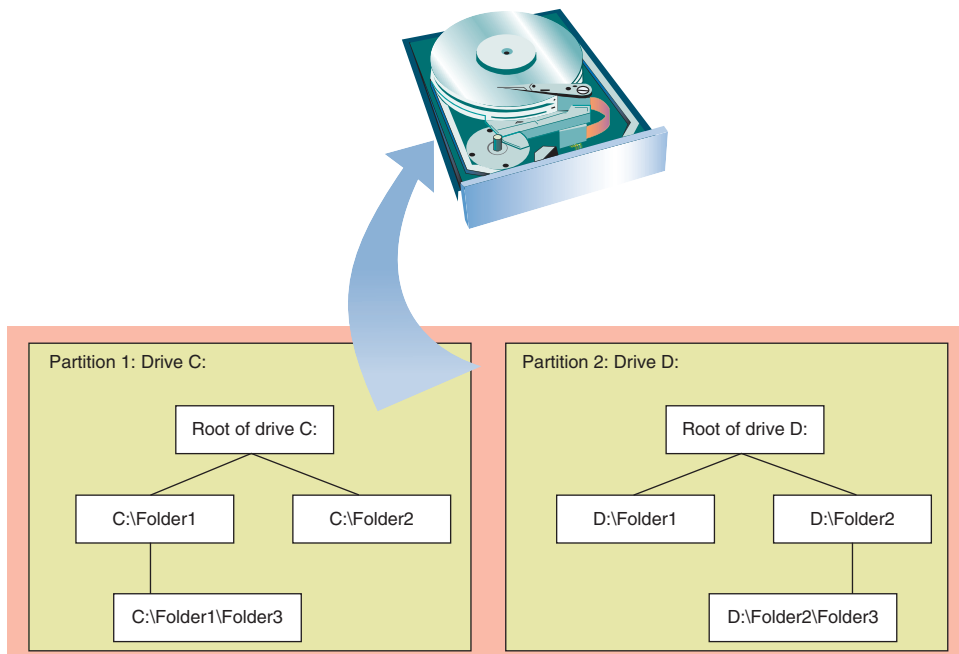 Partition 1: Drive C:
Root of drive C:
C:\Folder1
C:\Folder2
C:\Folder1\Folder3
Partition 2: Drive D:
Root of drive D:
D:\Folder1
D:\Folder2
D:\Folder2\Folder3